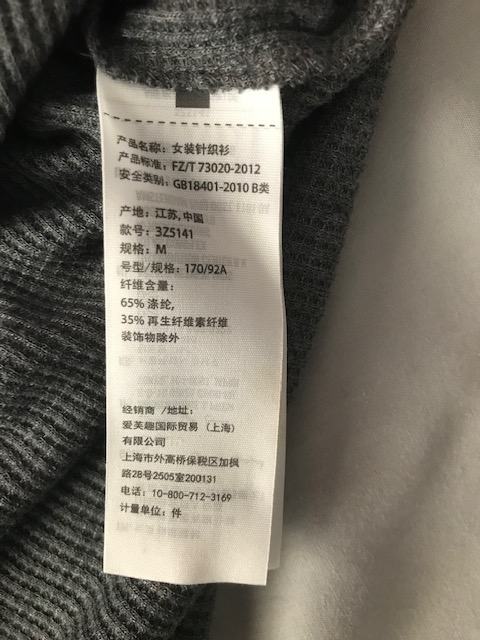 产品名称: 女装针织衫
产品标准: FZ/T 73020-2012
安全类别: GB18401-2010 B类
产地: 江苏, 中国
款号: 3Z5141
规格: M
号型/规格: 170/92A
纤维含量:
65% 涤纶,
35% 再生纤维素纤维
装饰物除外
经销商 /地址:
爱芙趣国际贸易 (上海)
有限公司
上海市外高桥保税区加枫
路28号2505室200131
电话: 10-800-712-3169
计量单位: 件